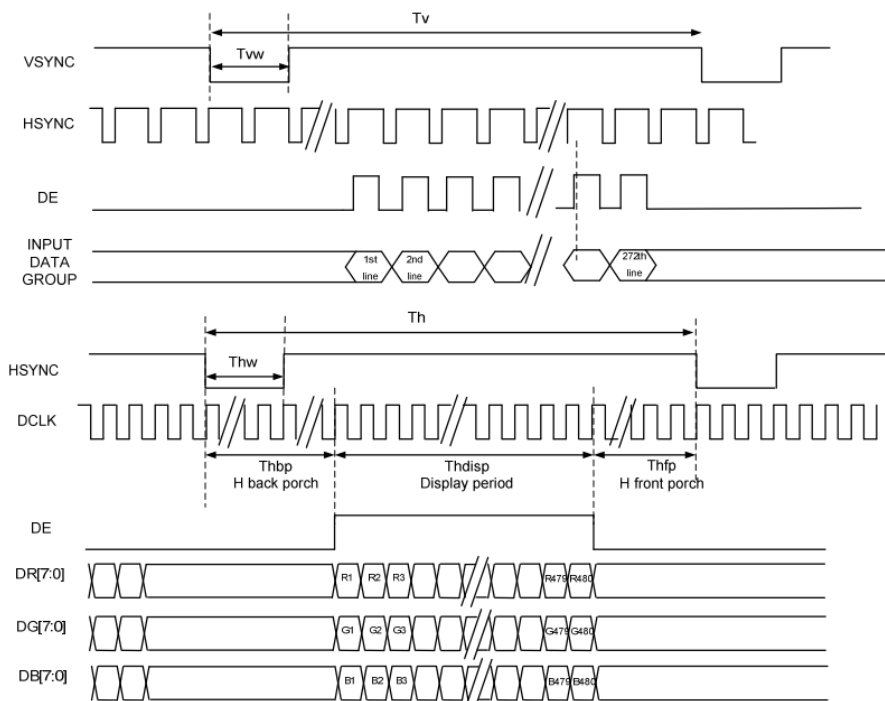 Tv
VSYNC
Tvw
HSYNC
DE
INPUT
DATA
GROUP
1st
line
2nd
line
272th
line
Th
HSYNC
Thw
DCLK
Thbp
H back porch
Thdisp
Display period
Thfp
H front porch
DE
DR[7:0]
R1 R2 R3 R479 R480
DG[7:0]
G1 G2 G3 G479 G480
DB[7:0]
B1 B2 B3 B479 B480